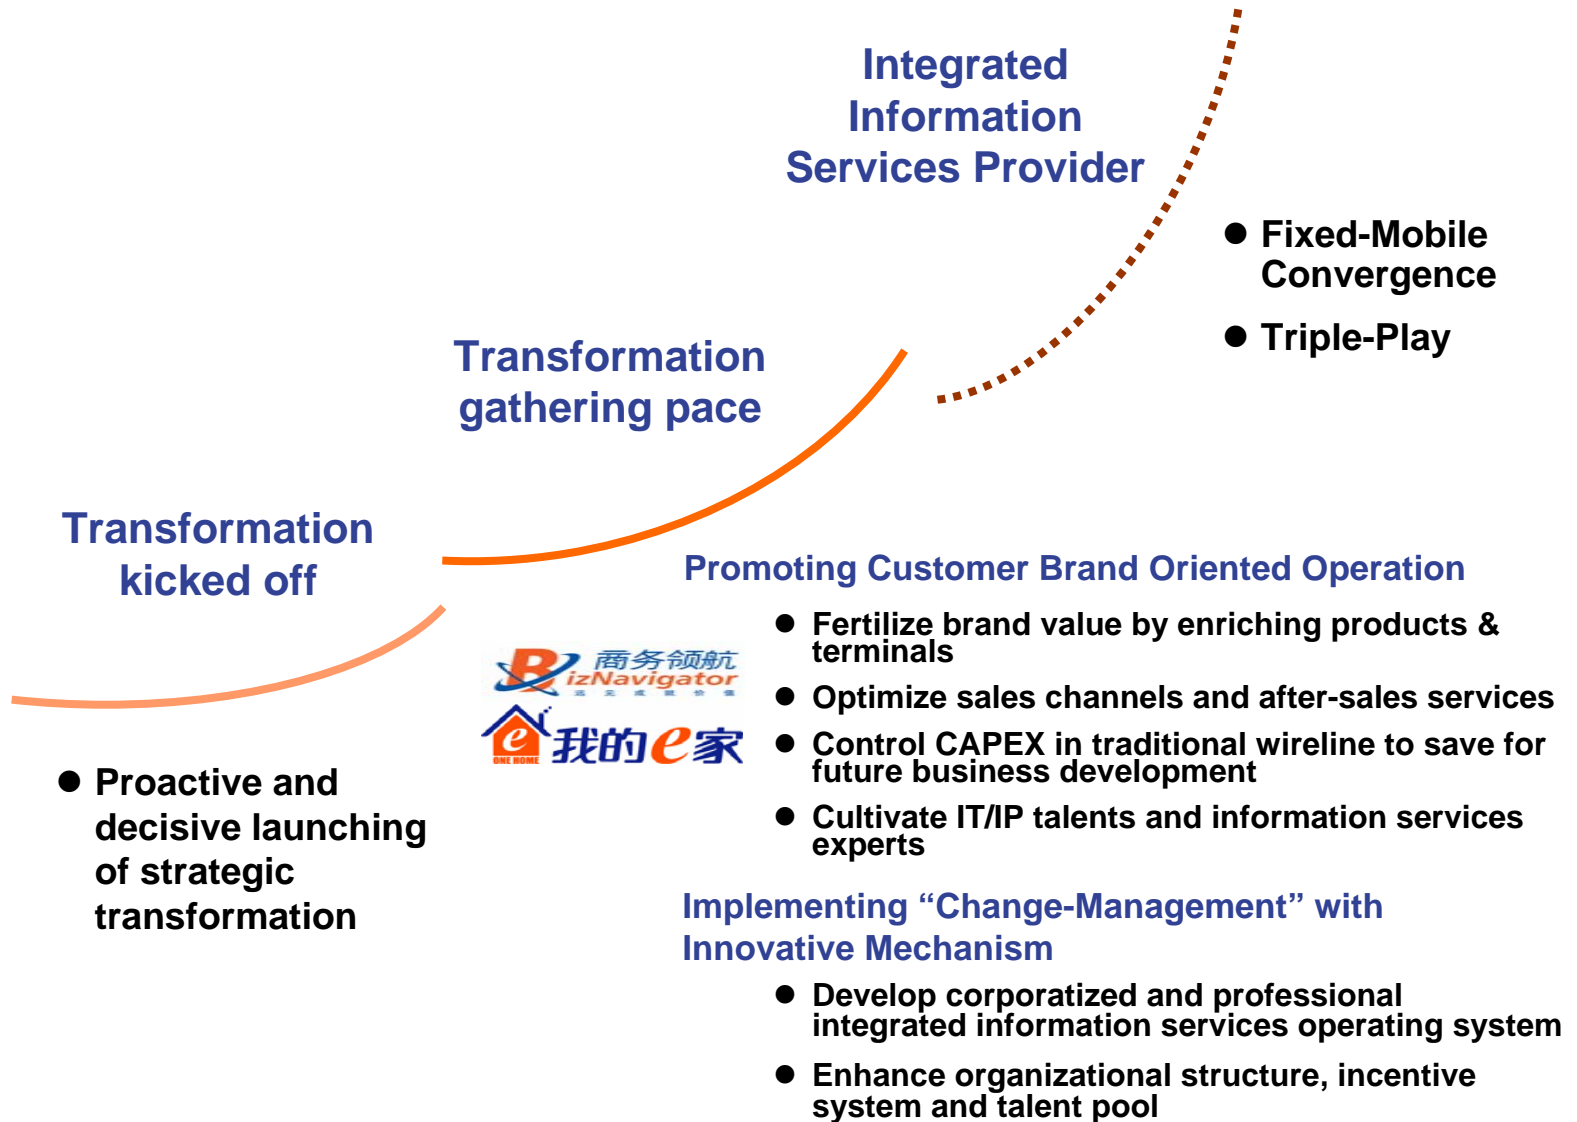 Integrated
Information
Services Provider
● Fixed-Mobile
Convergence
● Triple-Play
Transformation
gathering pace
Transformation
kicked off
● Proactive and
decisive launching
of strategic
transformation
商务领航
BizNavigator
我的e家
e
ONE HOME
Promoting Customer Brand Oriented Operation
● Fertilize brand value by enriching products &
terminals
● Optimize sales channels and after-sales services
● Control CAPEX in traditional wireline to save for
future business development
● Cultivate IT/IP talents and information services
experts
Implementing “Change-Management” with
Innovative Mechanism
● Develop corporatized and professional
integrated information services operating system
● Enhance organizational structure, incentive
system and talent pool